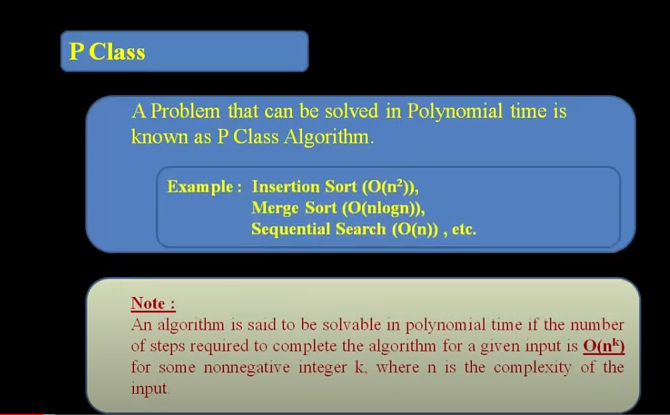 P Class
A Problem that can be solved in Polynomial time is
known as P Class Algorithm.
Example : Insertion Sort (O(n²)),
Merge Sort (O(nlogn)),
Sequential Search (O(n)) , etc.
Note :
An algorithm is said to be solvable in polynomial time if the number
of steps required to complete the algorithm for a given input is O(nᵏ)
for some nonnegative integer k, where n is the complexity of the
input.